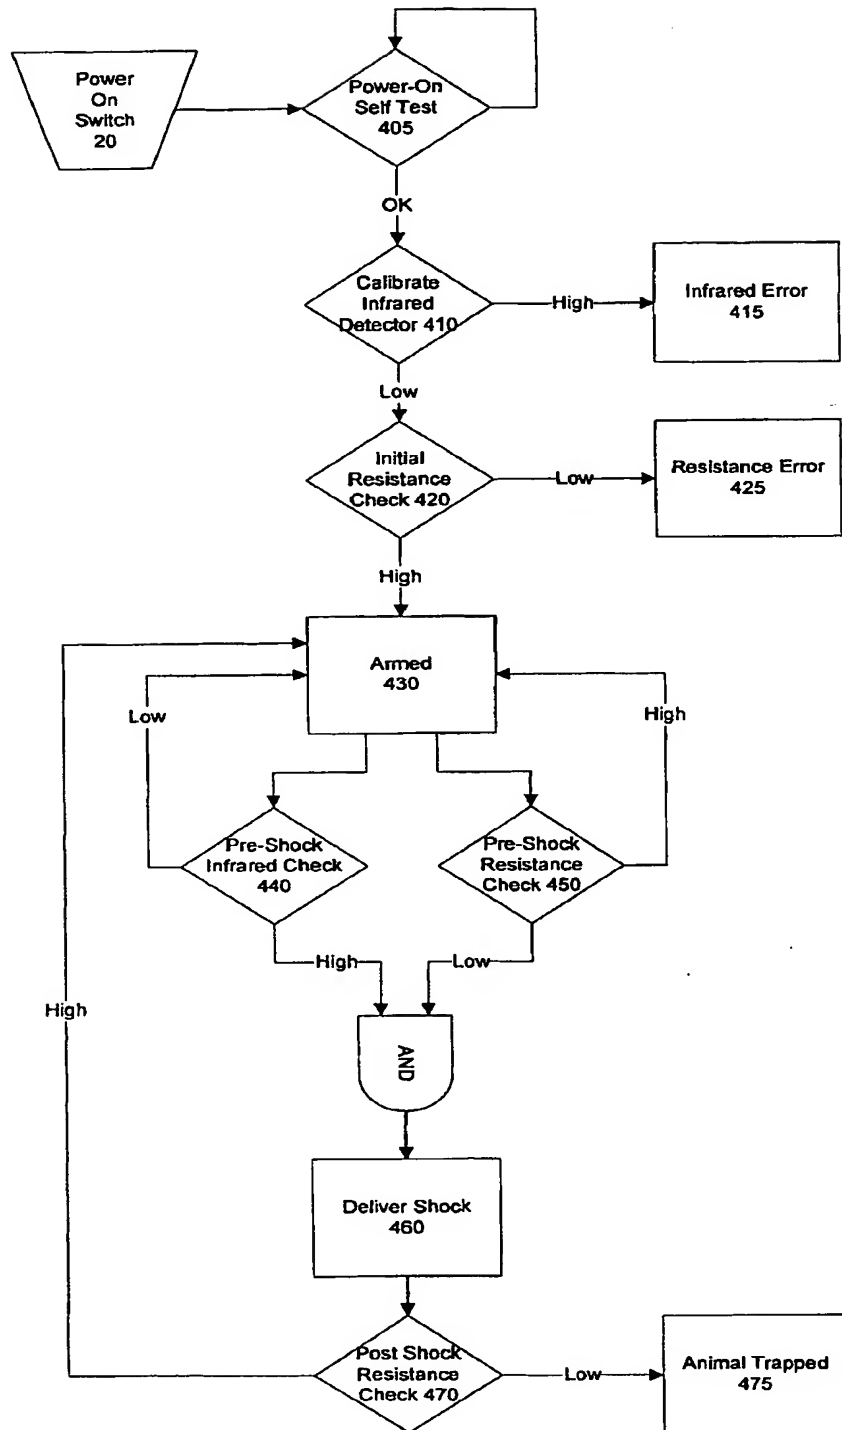 Power
On
Switch
20
Power-On
Self Test
405
OK
Calibrate
Infrared
Detector 410
High
Infrared Error
415
Low
Initial
Resistance
Check 420
Low
Resistance Error
425
High
Armed
430
Low
High
Pre-Shock
Infrared Check
440
Pre-Shock
Resistance
Check 450
High
Low
High
AND
Deliver Shock
460
Post Shock
Resistance
Check 470
Low
Animal Trapped
475